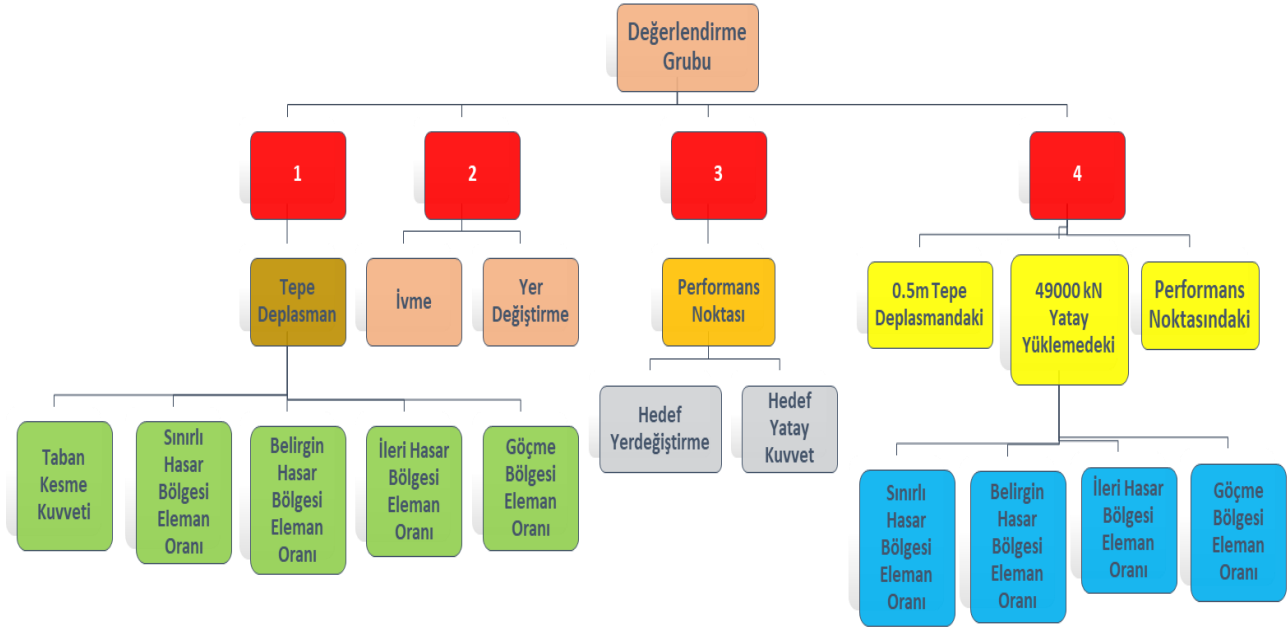 Değerlendirme
Grubu
1
2
3
4
Tepe
Deplasman
İvme
Yer
Değiştirme
Performans
Noktası
0.5m Tepe
Deplasmandaki
49000 kN
Yatay
Yüklemedeki
Performans
Noktasındaki
Taban
Kesme
Kuvveti
Sınırlı
Hasar
Bölgesi
Eleman
Oranı
Belirgin
Hasar
Bölgesi
Eleman
Oranı
İleri Hasar
Bölgesi
Eleman
Oranı
Göçme
Bölgesi
Eleman
Oranı
Hedef
Yerdeğiştirme
Hedef
Yatay
Kuvvet
Sınırlı
Hasar
Bölgesi
Eleman
Oranı
Belirgin
Hasar
Bölgesi
Eleman
Oranı
İleri Hasar
Bölgesi
Eleman
Oranı
Göçme
Bölgesi
Eleman
Oranı